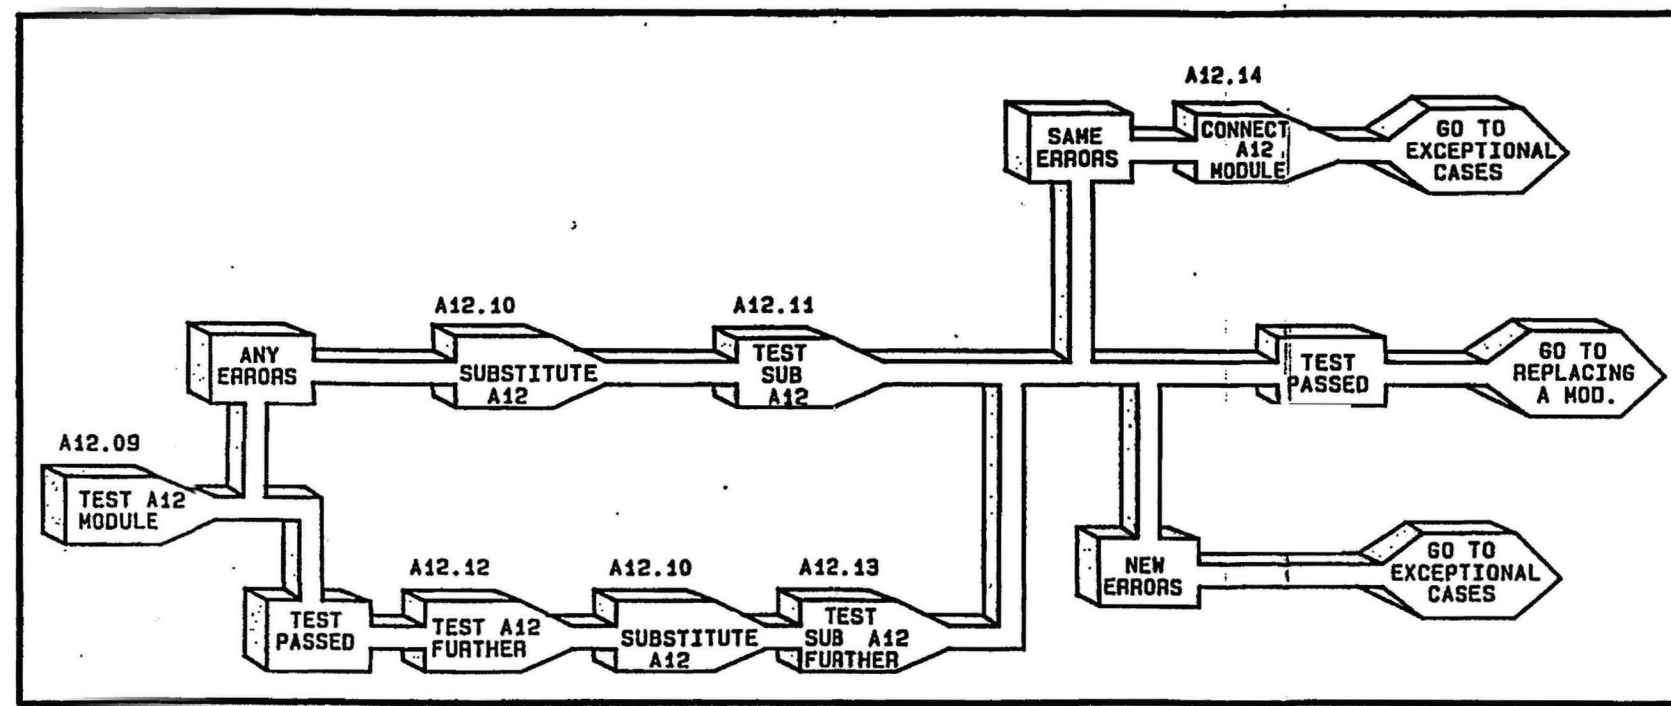 A12.14
SAME
ERRORS
CONNECT
A12
MODULE
GO TO
EXCEPTIONAL
CASES
A12.10
A12.11
ANY
ERRORS
SUBSTITUTE
A12
TEST
SUB
A12
TEST
PASSED
GO TO
REPLACING
A MOD.
A12.09
TEST A12
MODULE
NEW
ERRORS
GO TO
EXCEPTIONAL
CASES
A12.12
A12.10
A12.13
TEST
PASSED
TEST A12
FURTHER
SUBSTITUTE
A12
TEST
SUB A12
FURTHER